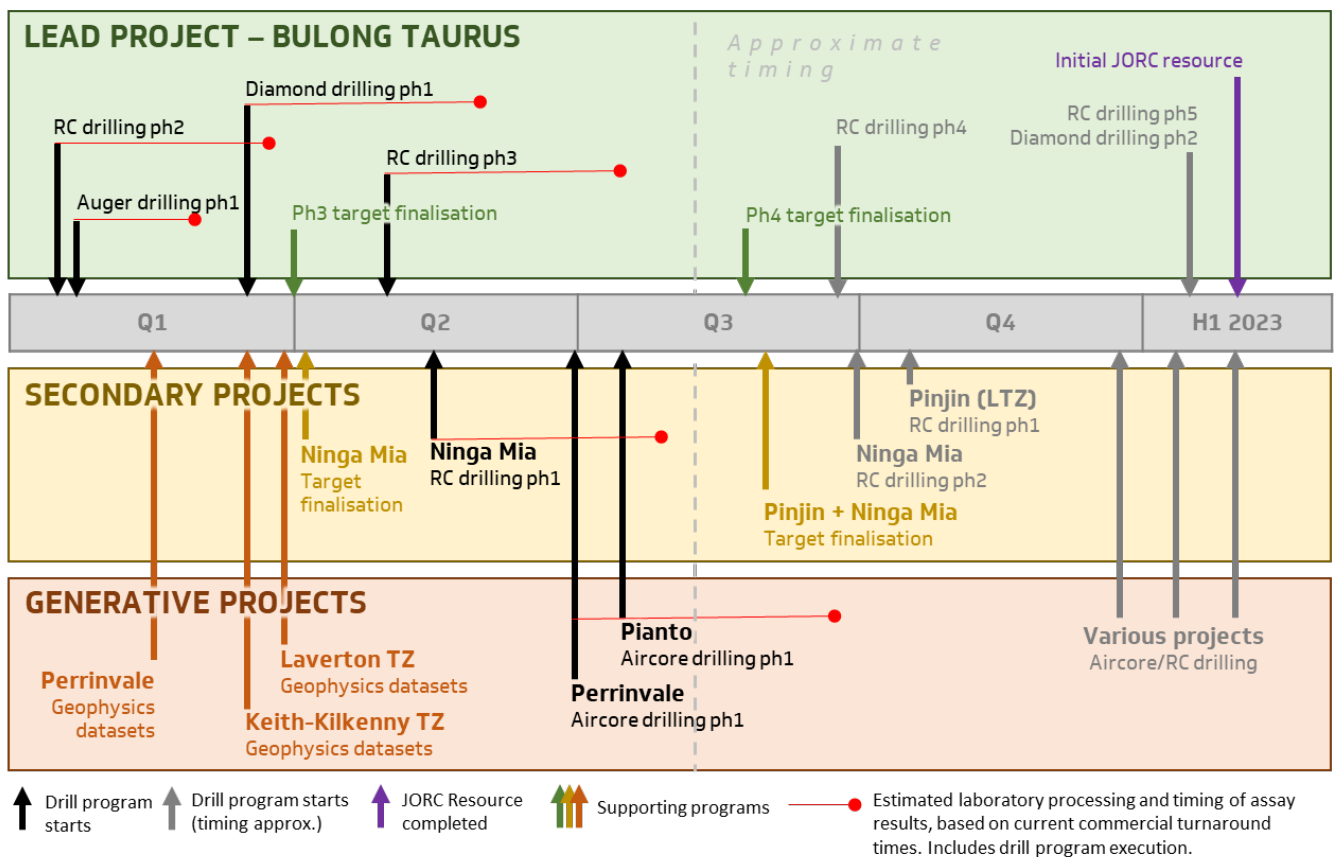 LEAD PROJECT – BULONG TAURUS
Approximate
timing
Initial JORC resource
Diamond drilling ph1
RC drilling ph2
RC drilling ph3
Auger drilling ph1
Ph3 target finalisation
RC drilling ph4
RC drilling ph5
Diamond drilling ph2
Ph4 target finalisation
Q1
Q2
Q3
Q4
H1 2023
SECONDARY PROJECTS
Ninga Mia
Target
finalisation
Ninga Mia
RC drilling ph1
Pinjin + Ninga Mia
Target finalisation
Ninga Mia
RC drilling ph2
Pinjin (LTZ)
RC drilling ph1
GENERATIVE PROJECTS
Perrinvale
Geophysics
datasets
Laverton TZ
Geophysics datasets
Keith-Kilkenny TZ
Geophysics datasets
Pianto
Aircore drilling ph1
Perrinvale
Aircore drilling ph1
Various projects
Aircore/RC drilling
Drill program
starts
Drill program starts
(timing approx.)
JORC Resource
completed
Supporting programs
Estimated laboratory processing and timing of assay
results, based on current commercial turnaround
times. Includes drill program execution.